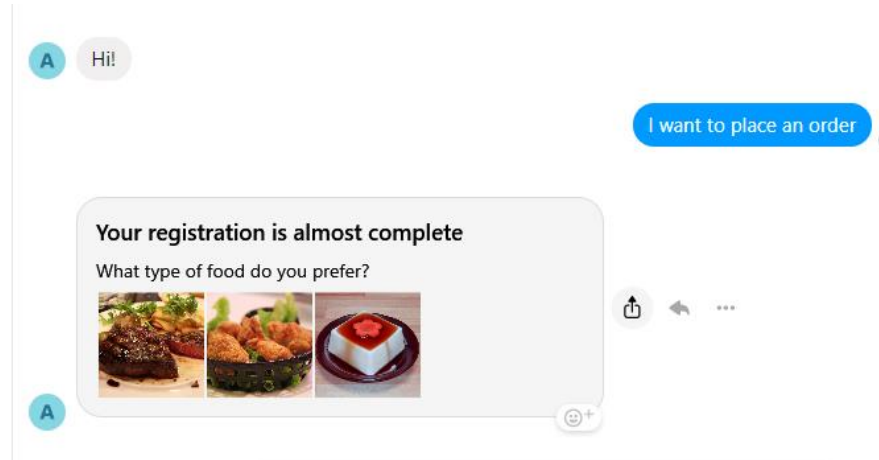 A
Hi!
I want to place an order
Your registration is almost complete
What type of food do you prefer?
A